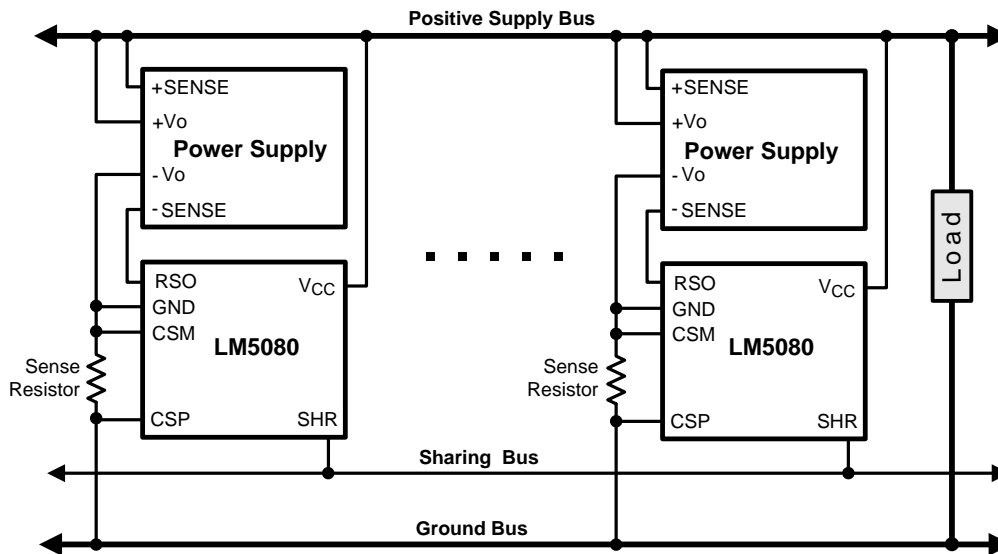 Positive Supply Bus
+SENSE
+Vo
Power Supply
- Vo
- SENSE
RSO
VCC
GND
CSM
LM5080
Sense
Resistor
CSP
SHR
+SENSE
+Vo
Power Supply
- Vo
- SENSE
RSO
VCC
GND
CSM
LM5080
Sense
Resistor
CSP
SHR
Load
Sharing Bus
Ground Bus